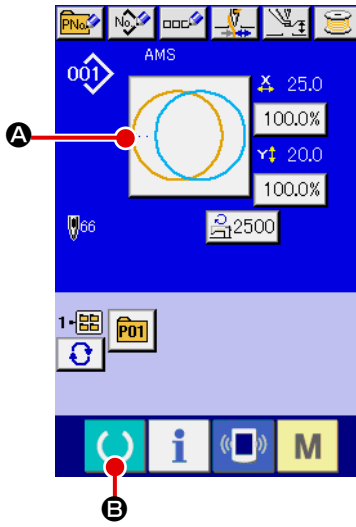 PNo. No.
AMS
001
X 25.0
A
100.0%
Y 20.0
100.0%
66
2500
1-
P01
i M
B